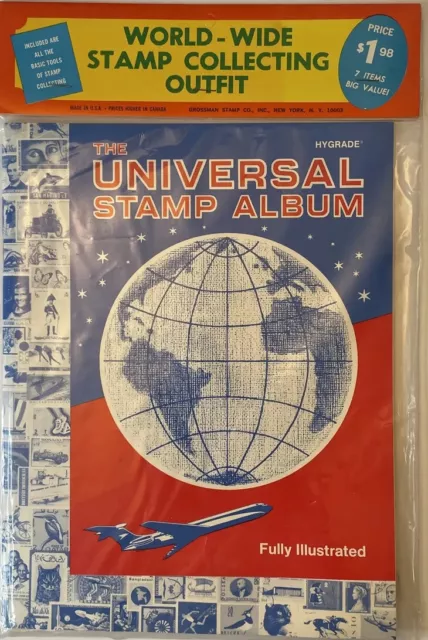 INCLUDED ARE
ALL THE
BASIC TOOLS
OF STAMP
COLLECTING
WORLD-WIDE
STAMP COLLECTING
OUTFIT
PRICE
$1 98
7 ITEMS
BIG VALUE!
MADE IN U.S.A. • PRICES HIGHER IN CANADA
GROSSMAN STAMP CO., INC., NEW YORK, N. Y. 10003
HYGRADE
THE
UNIVERSAL
STAMP ALBUM
Fully Illustrated